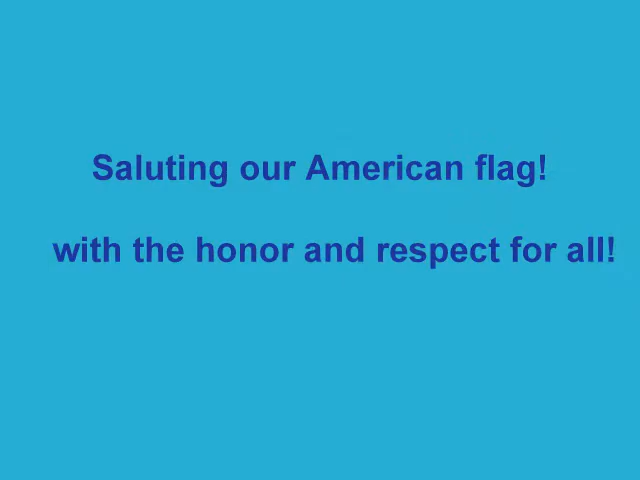 Saluting our American flag!
with the honor and respect for all!